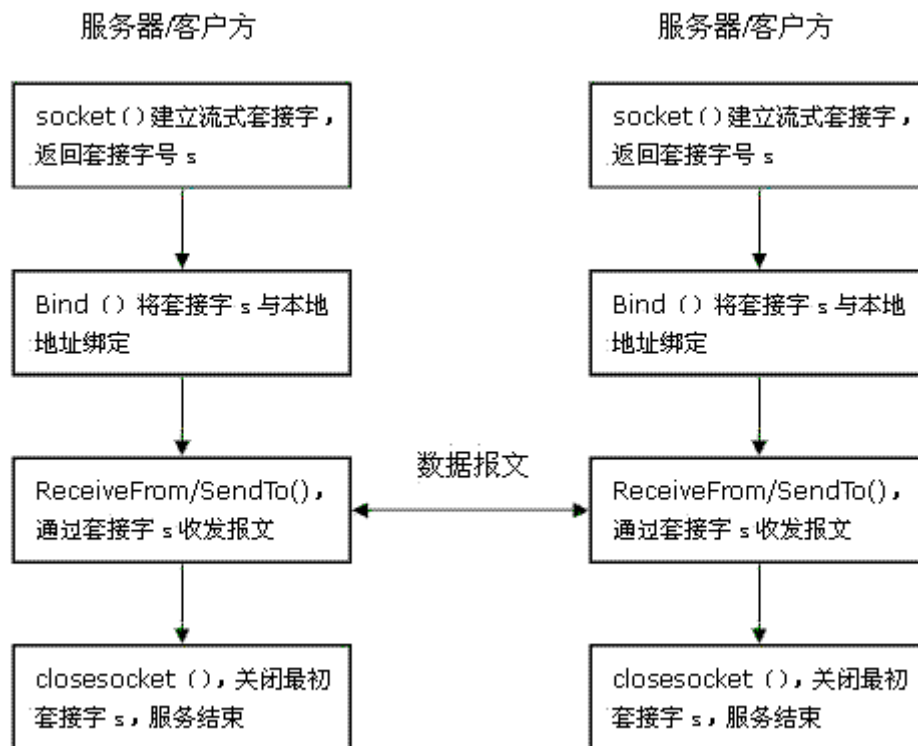 服务器/客户方
socket()建立流式套接字，
返回套接字号 s
Bind （）将套接字 s 与本地
地址绑定
ReceiveFrom/SendTo()，
通过套接字 s 收发报文
closesocket （），关闭最初
套接字 s，服务结束
数据报文
服务器/客户方
socket()建立流式套接字，
返回套接字号 s
Bind （）将套接字 s 与本地
地址绑定
ReceiveFrom/SendTo()，
通过套接字 s 收发报文
closesocket （），关闭最初
套接字 s，服务结束